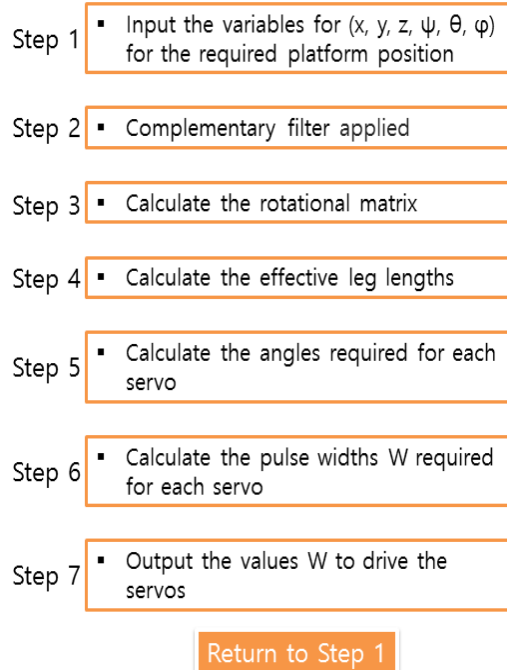 Step 1
▪ Input the variables for (x, y, z, ψ, θ, φ)
for the required platform position
Step 2
▪ Complementary filter applied
Step 3
▪ Calculate the rotational matrix
Step 4
▪ Calculate the effective leg lengths
Step 5
▪ Calculate the angles required for each
servo
Step 6
▪ Calculate the pulse widths W required
for each servo
Step 7
▪ Output the values W to drive the
servos
Return to Step 1